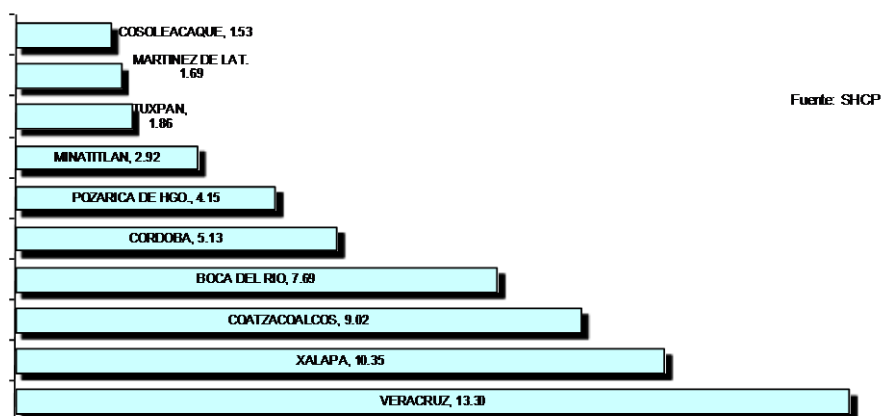 COSOLEACAQUE, 1.53
MARTINEZ DE LA T.
1.69
Fuente: SHCP
TUXPAN,
1.86
MINATITLAN, 2.92
POZARICA DE HGO., 4.15
CORDOBA, 5.13
BOCA DEL RIO, 7.69
COATZACOALCOS, 9.02
XALAPA, 10.35
VERACRUZ, 13.30